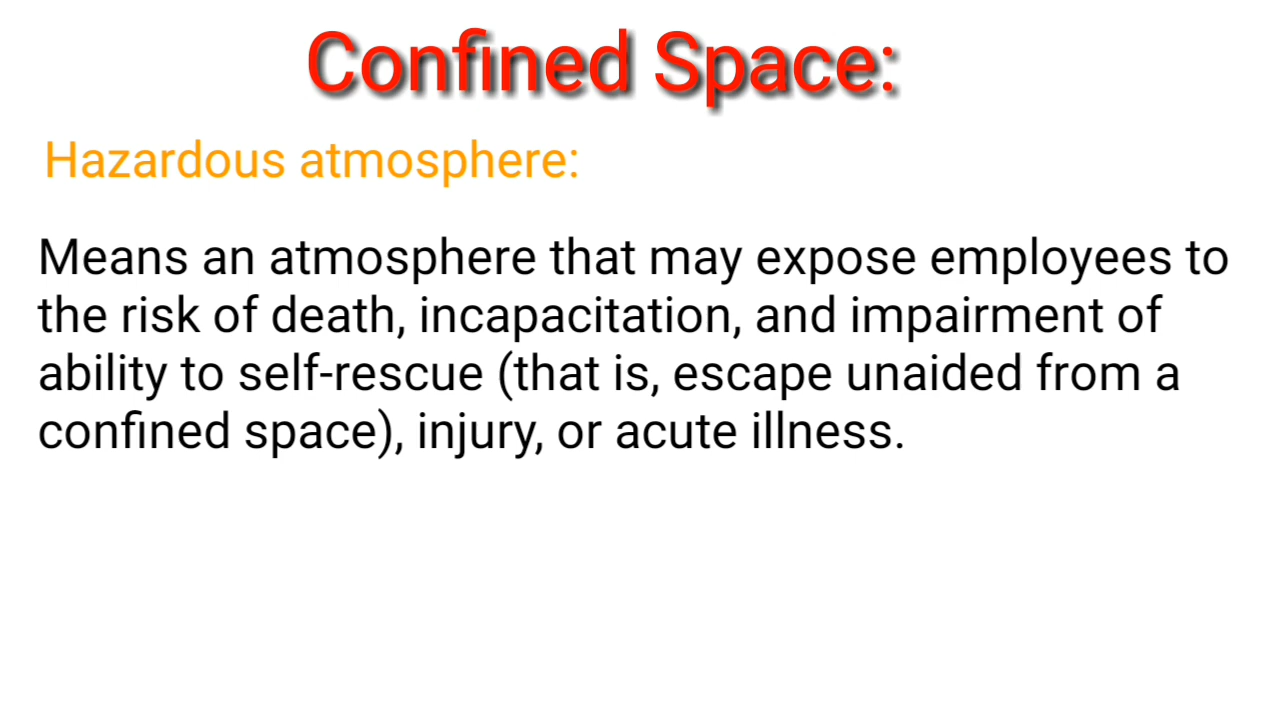 Confined Space:
Hazardous atmosphere:
Means an atmosphere that may expose employees to
the risk of death, incapacitation, and impairment of
ability to self-rescue (that is, escape unaided from a
confined space), injury, or acute illness.